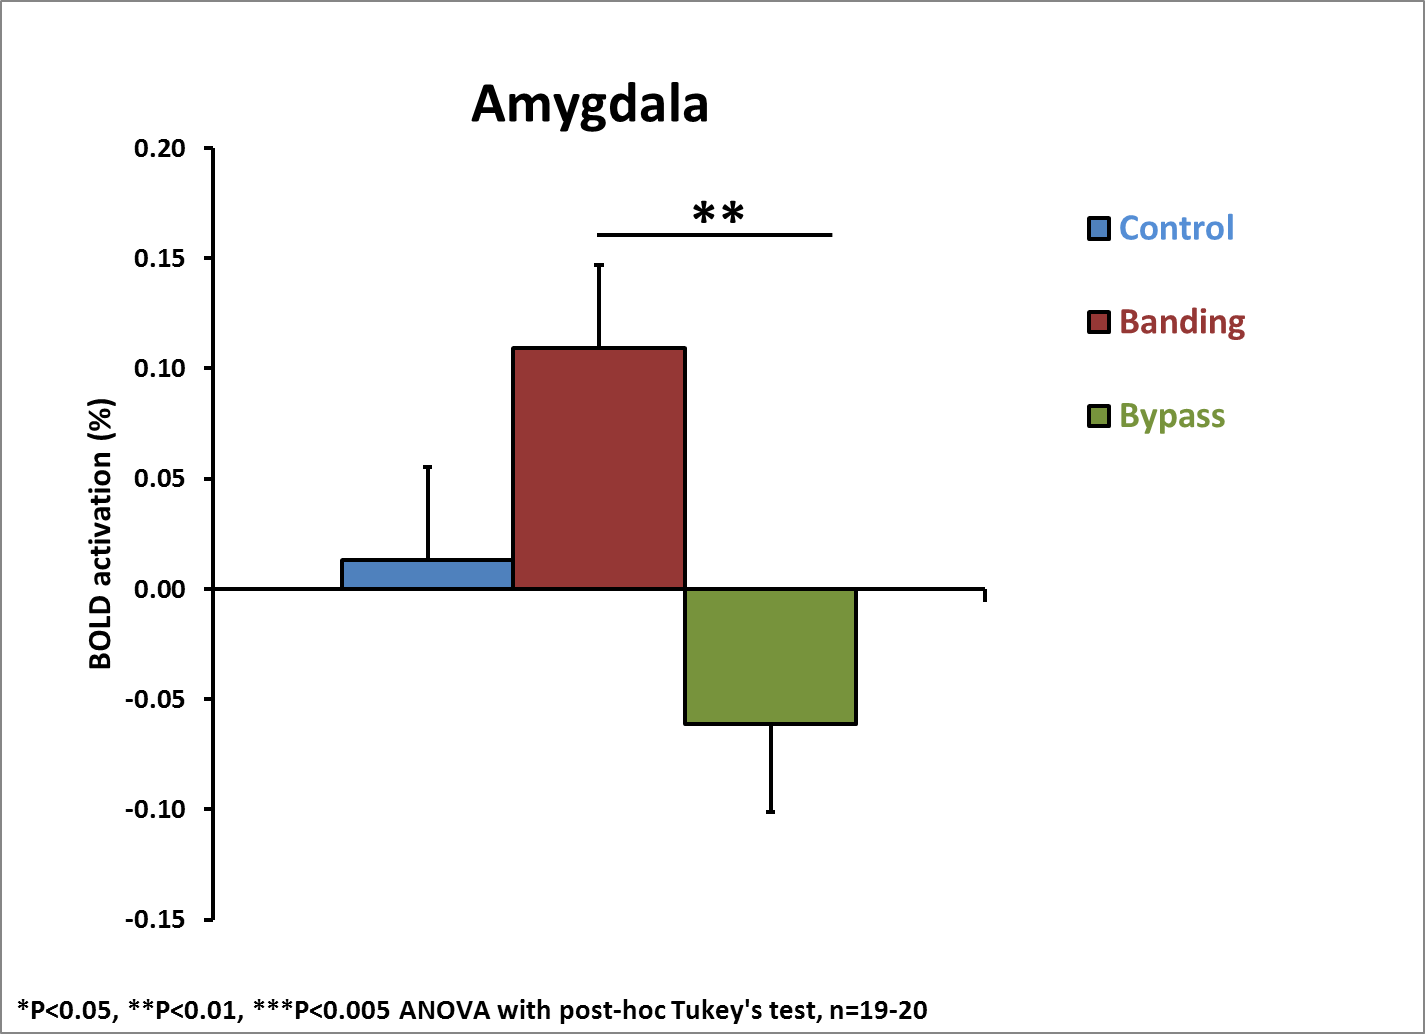 Amygdala
0.20
0.15
0.10
0.05
0.00
-0.05
-0.10
-0.15
BOLD activation (%)
**
Control
Banding
Bypass
*P<0.05, **P<0.01, ***P<0.005 ANOVA with post-hoc Tukey's test, n=19-20